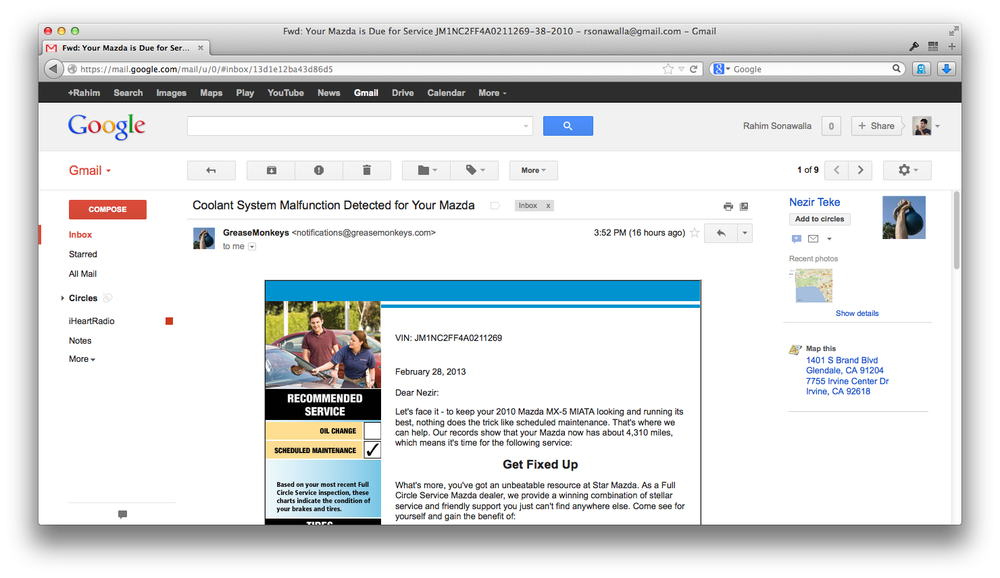 Fwd: Your Mazda is Due for Service JM1NC2FF4A0211269-38-2010 – rsonawalla@gmail.com – Gmail
Fwd: Your Mazda is Due for Ser...
https://mail.google.com/mail/u/0/#inbox/13d1e12ba43d86d5
Google
+Rahim Search Images Maps Play YouTube News Gmail Drive Calendar More
Google
Rahim Sonawalla 0 + Share
Gmail
More
1 of 9
COMPOSE
Inbox
Starred
All Mail
Circles
iHeartRadio
Notes
More
Coolant System Malfunction Detected for Your Mazda
Inbox x
GreaseMonkeys <notifications@greasemonkeys.com>
3:52 PM (16 hours ago)
to me
RECOMMENDED
SERVICE
OIL CHANGE
SCHEDULED MAINTENANCE ✓
Based on your most recent Full
Circle Service inspection, these
charts indicate the condition of
your brakes and tires.
TIRES
VIN: JM1NC2FF4A0211269
February 28, 2013
Dear Nezir:
Let's face it - to keep your 2010 Mazda MX-5 MIATA looking and running its
best, nothing does the trick like scheduled maintenance. That's where we
can help. Our records show that your Mazda now has about 4,310 miles,
which means it's time for the following service:
Get Fixed Up
What's more, you've got an unbeatable resource at Star Mazda. As a Full
Circle Service Mazda dealer, we provide a winning combination of stellar
service and friendly support you just can't find anywhere else. Come see for
yourself and gain the benefit of:
Nezir Teke
Add to circles
Recent photos
Show details
Map this
1401 S Brand Blvd
Glendale, CA 91204
7755 Irvine Center Dr
Irvine, CA 92618